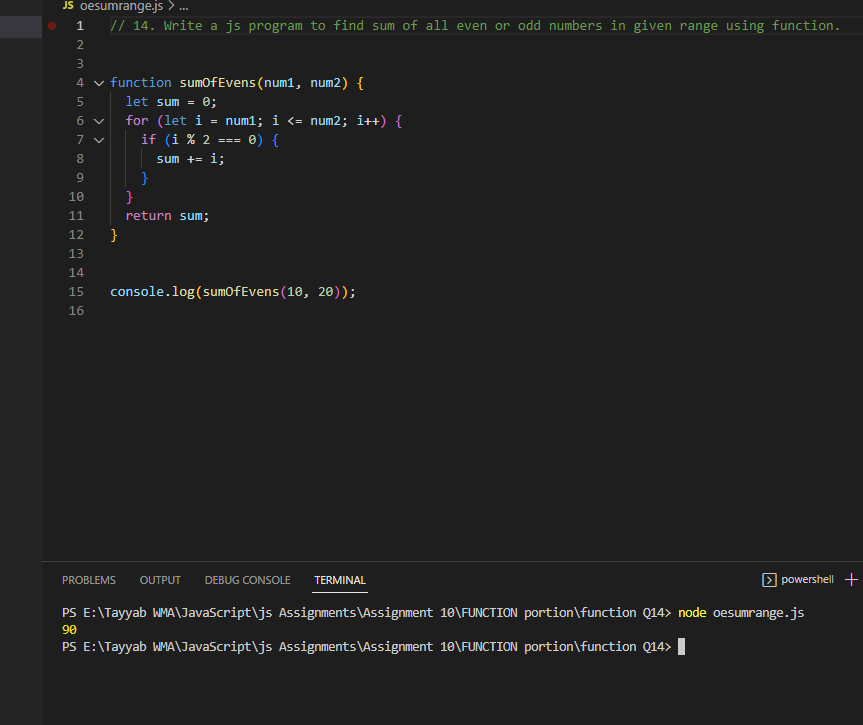 JS oesumrange.js > ...
1 // 14. Write a js program to find sum of all even or odd numbers in given range using function.
2
3
4 function sumOfEvens(num1, num2) {
5 let sum = 0;
6 for (let i = num1; i <= num2; i++) {
7 if (i % 2 === 0) {
8 sum += i;
9 }
10 }
11 return sum;
12 }
13
14
15 console.log(sumOfEvens(10, 20));
16
PROBLEMS OUTPUT DEBUG CONSOLE TERMINAL powershell +
PS E:\Tayyab WMA\JavaScript\js Assignments\Assignment 10\FUNCTION portion\function Q14> node oesumrange.js
90
PS E:\Tayyab WMA\JavaScript\js Assignments\Assignment 10\FUNCTION portion\function Q14>